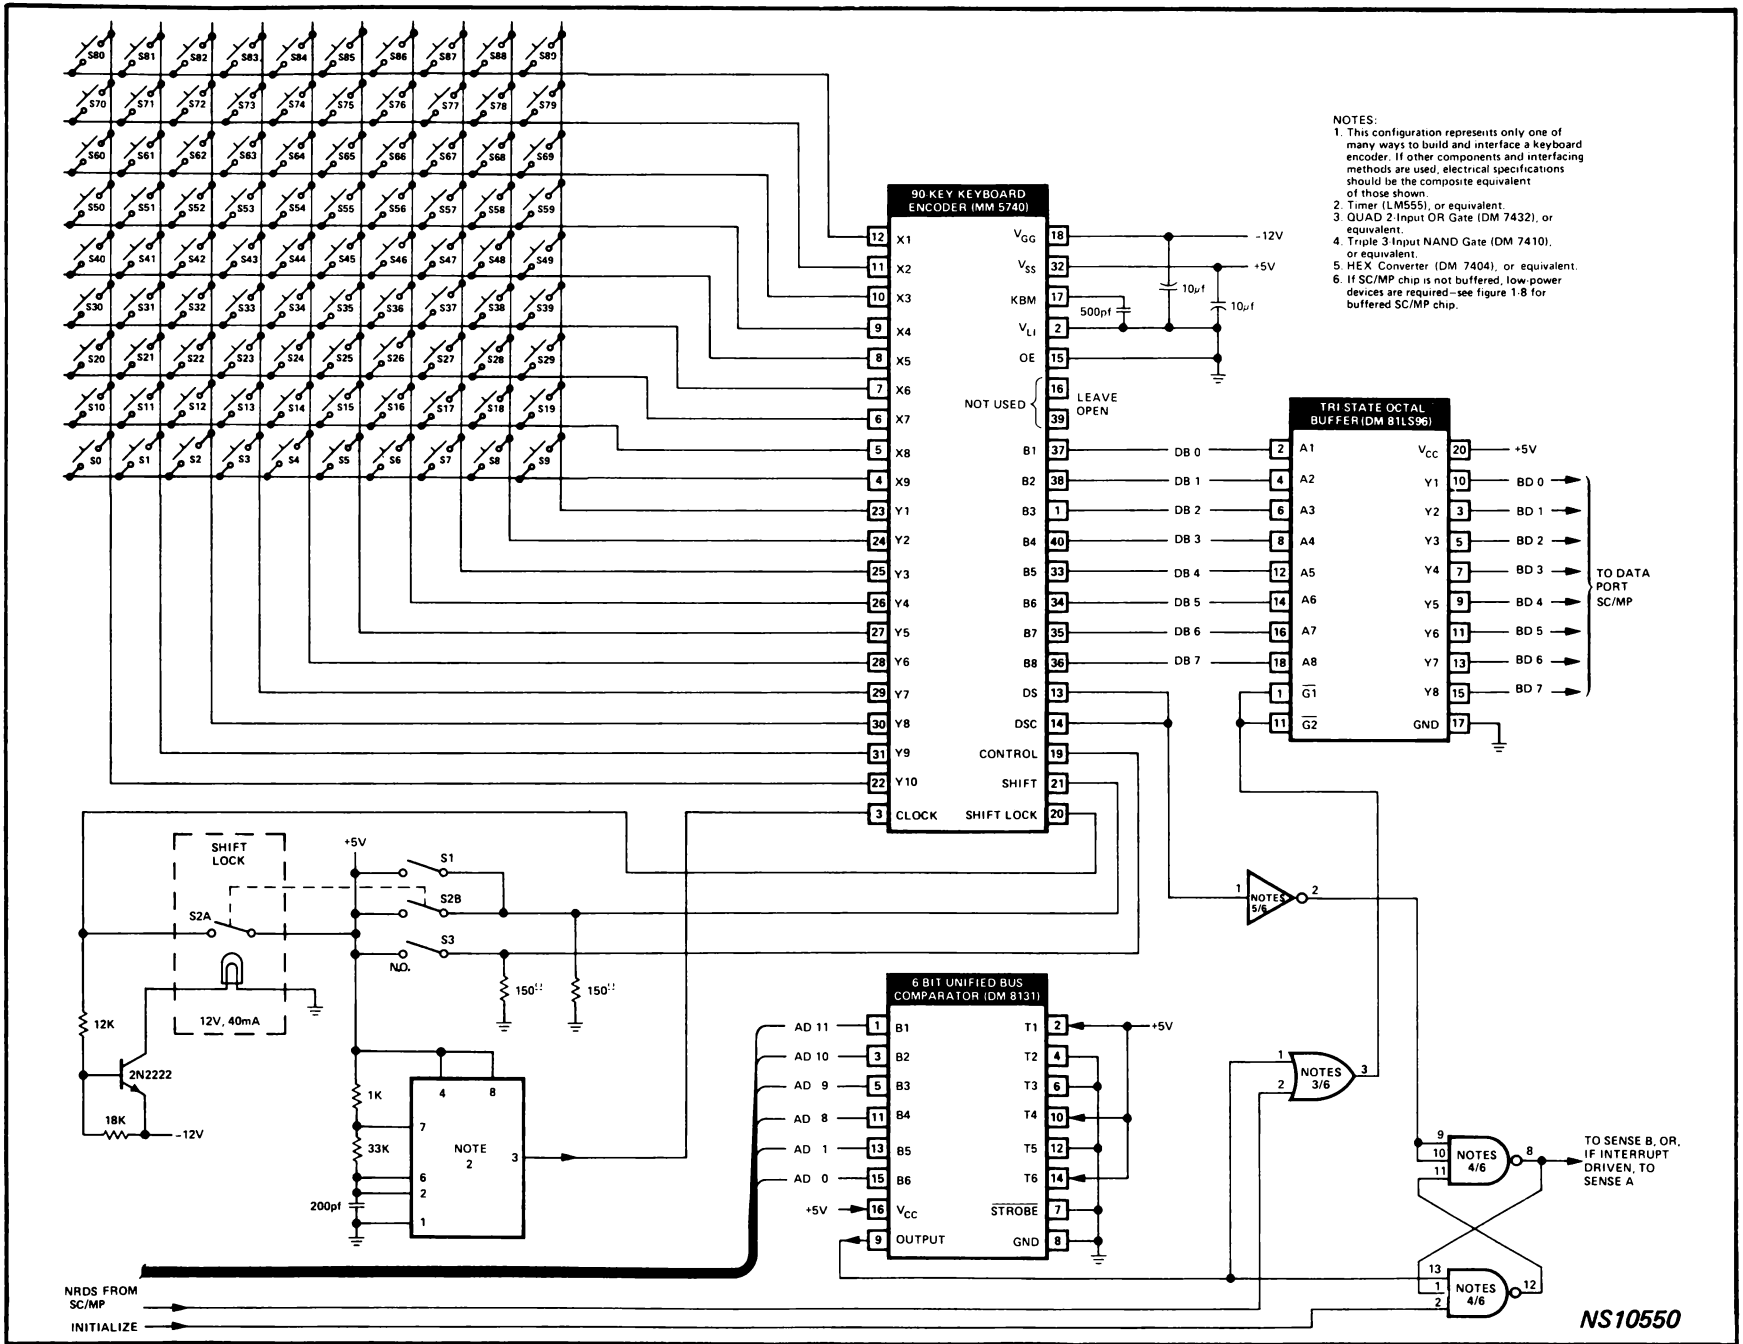 S80 S81 S82 S83 S84 S85 S86 S87 S88 S89
S70 S71 S72 S73 S74 S75 S76 S77 S78 S79
S60 S61 S62 S63 S64 S65 S66 S67 S68 S69
S50 S51 S52 S53 S54 S55 S56 S57 S58 S59
S40 S41 S42 S43 S44 S45 S46 S47 S48 S49
S30 S31 S32 S33 S34 S35 S36 S37 S38 S39
S20 S21 S22 S23 S24 S25 S26 S27 S28 S29
S10 S11 S12 S13 S14 S15 S16 S17 S18 S19
S0 S1 S2 S3 S4 S5 S6 S7 S8 S9
NOTES:
1. This configuration represents only one of
many ways to build and interface a keyboard
encoder. If other components and interfacing
methods are used, electrical specifications
should be the composite equivalent
of those shown.
2. Timer (LM555), or equivalent.
3. QUAD 2-Input OR Gate (DM 7432), or
equivalent.
4. Triple 3-Input NAND Gate (DM 7410),
or equivalent.
5. HEX Converter (DM 7404), or equivalent.
6. If SC/MP chip is not buffered, low-power
devices are required—see figure 1-8 for
buffered SC/MP chip.
90-KEY KEYBOARD
ENCODER (MM 5740)
12 X1 VGG 18 -12V
11 X2 VSS 32 +5V
10 X3 KBM 17
9 X4 VLI 2
8 X5 OE 15
7 X6 16
6 X7 39
5 X8 B1 37
4 X9 B2 38
23 Y1 B3 1
24 Y2 B4 40
25 Y3 B5 33
26 Y4 B6 34
27 Y5 B7 35
28 Y6 B8 36
29 Y7 DS 13
30 Y8 DSC 14
31 Y9 CONTROL 19
22 Y10 SHIFT 21
3 CLOCK SHIFT LOCK 20
NOT USED
LEAVE
OPEN
500pf
10µf
10µf
DB 0
DB 1
DB 2
DB 3
DB 4
DB 5
DB 6
DB 7
TRI STATE OCTAL
BUFFER (DM 81LS96)
2 A1 VCC 20 +5V
4 A2 Y1 10 BD 0
6 A3 Y2 3 BD 1
8 A4 Y3 5 BD 2
12 A5 Y4 7 BD 3
14 A6 Y5 9 BD 4
16 A7 Y6 11 BD 5
18 A8 Y7 13 BD 6
1 G1 Y8 15 BD 7
11 G2 GND 17
TO DATA
PORT
SC/MP
SHIFT
LOCK
S2A
12V, 40mA
+5V
S1
S2B
S3
N.O.
150Ω
150Ω
12K
2N2222
18K
-12V
1K
33K
200pf
4 8
7
6
2
1
NOTE
2
3
6 BIT UNIFIED BUS
COMPARATOR (DM 8131)
AD 11 1 B1 T1 2 +5V
AD 10 3 B2 T2 4
AD 9 5 B3 T3 6
AD 8 11 B4 T4 10
AD 1 13 B5 T5 12
AD 0 15 B6 T6 14
+5V 16 VCC STROBE 7
9 OUTPUT GND 8
1 NOTES 2
5/6
1
2
NOTES
3/6
3
9
10
11
NOTES
4/6
8
TO SENSE B, OR,
IF INTERRUPT
DRIVEN, TO
SENSE A
13
1
2
NOTES
4/6
12
NRDS FROM
SC/MP
INITIALIZE
NS10550